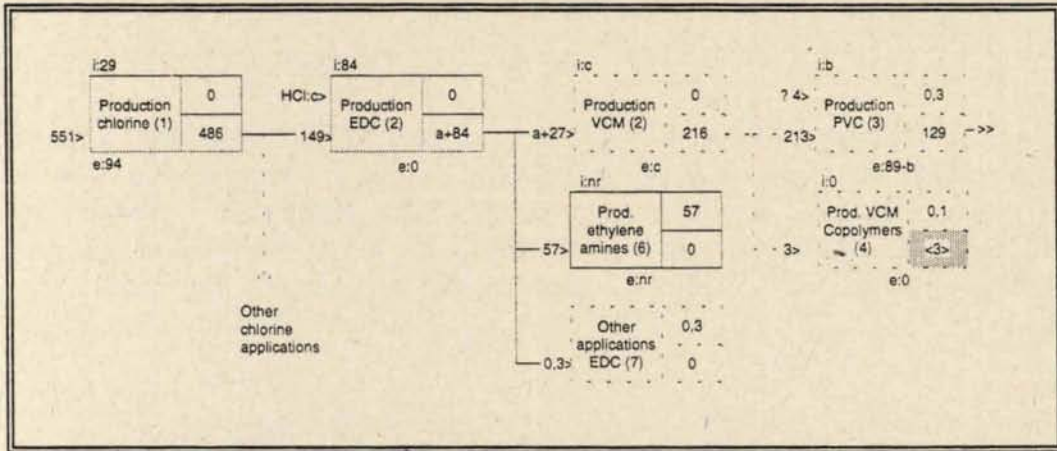 i:29
Production
chlorine (1)
0
486
551>
e:94
i:84
HCl:c>
Production
EDC (2)
0
a+84
149>
e:0
i:c
a+27>
Production
VCM (2)
0
216
e:c
i:b
? 4>
213>
Production
PVC (3)
0,3
129
>>
e:89-b
i:nr
57>
Prod.
ethylene
amines (6)
57
0
e:nr
i:0
3>
Prod. VCM
Copolymers
(4)
0,1
<3>
e:0
Other
chlorine
applications
0,3>
Other
applications
EDC (7)
0,3
0